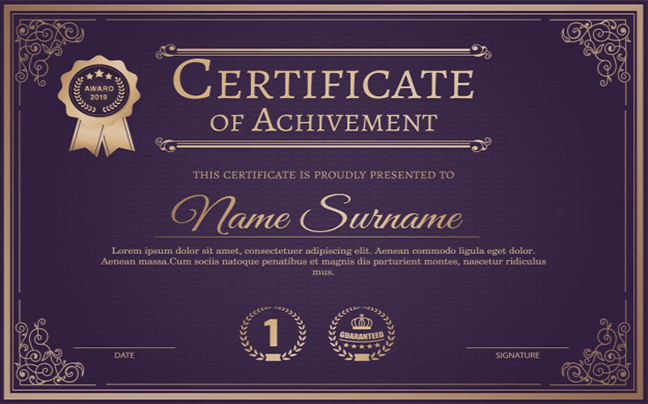 CERTIFICATE
OF ACHIVEMENT
AWARD
2019
THIS CERTIFICATE IS PROUDLY PRESENTED TO
Name Surname
Lorem ipsum dolor sit amet, consectetuer adipiscing elit. Aenean commodo ligula eget dolor.
Aenean massa.Cum sociis natoque penatibus et magnis dis parturient montes, nascetur ridiculus
mus.
1
GUARANTEED
DATE
SIGNATURE